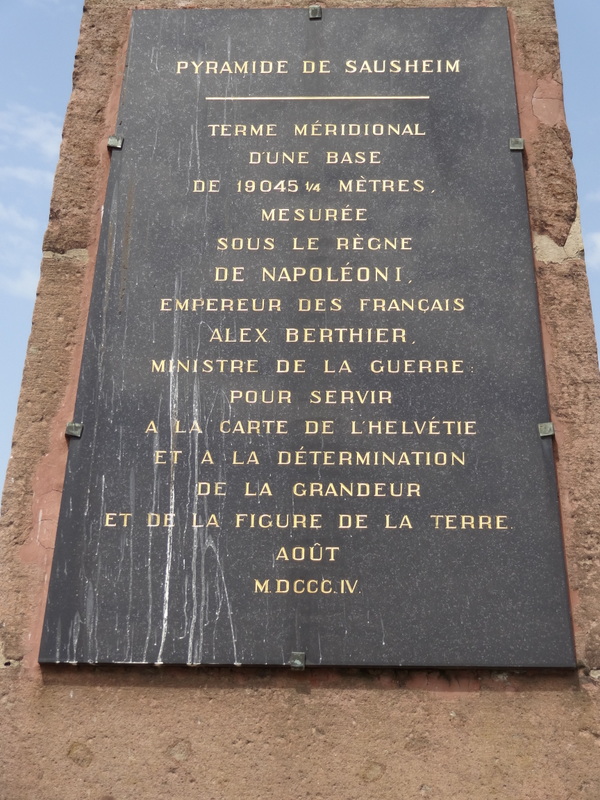 PYRAMIDE DE SAUSHEIM
TERME MÉRIDIONAL
D'UNE BASE
DE 19045 1/4 MÈTRES,
MESURÉE
SOUS LE RÈGNE
DE NAPOLÉON I,
EMPEREUR DES FRANÇAIS
ALEX BERTHIER,
MINISTRE DE LA GUERRE:
POUR SERVIR
A LA CARTE DE L'HELVÉTIE
ET A LA DÉTERMINATION
DE LA GRANDEUR
ET DE LA FIGURE DE LA TERRE.
AOÛT
M.DCCC.IV.